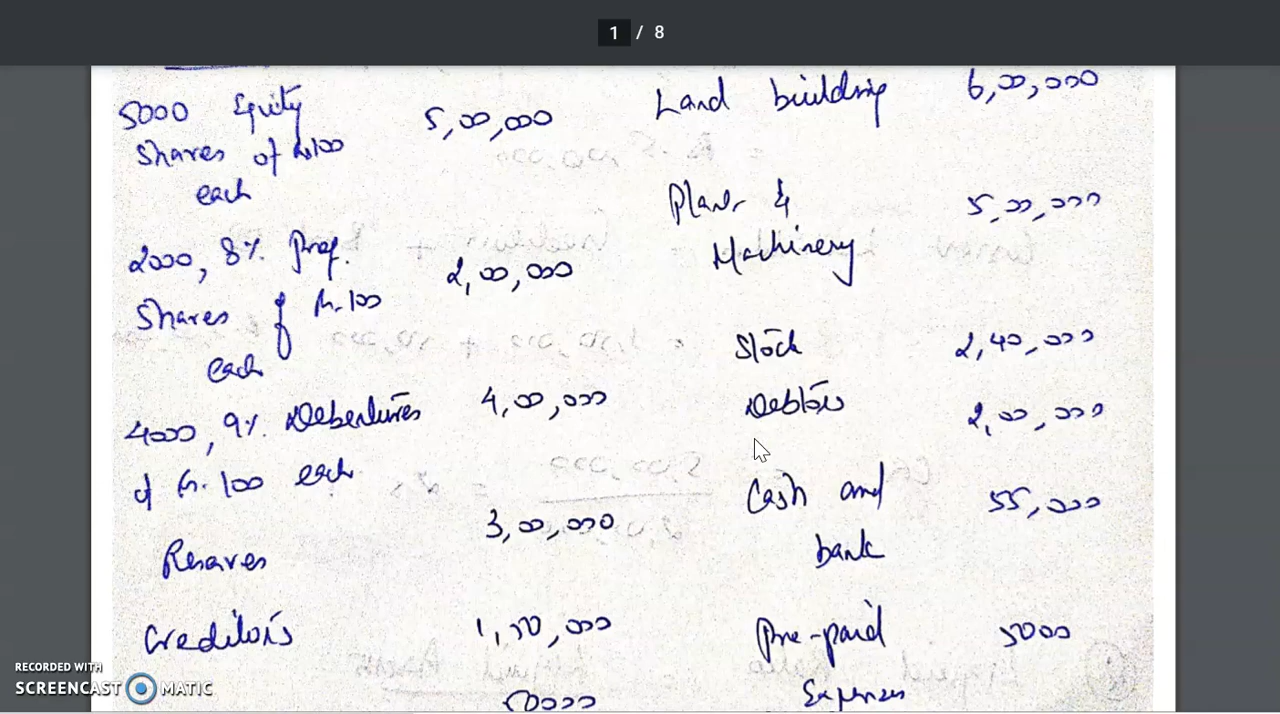 1 / 8
5000 Equity 5,00,000 Land building 6,00,000
Shares of Rs.100
each
Plant & 5,00,000
2000, 8% Pref. 2,00,000 Machinery
Shares of Rs.100
each
Stock 2,40,000
4000, 9% Debentures 4,00,000 Debtors 2,00,000
of Rs.100 each
3,00,000 Cash and 55,000
Reserves bank
Creditors 1,50,000 Pre-paid 5000
Expenses
50000
RECORDED WITH
SCREENCAST MATIC